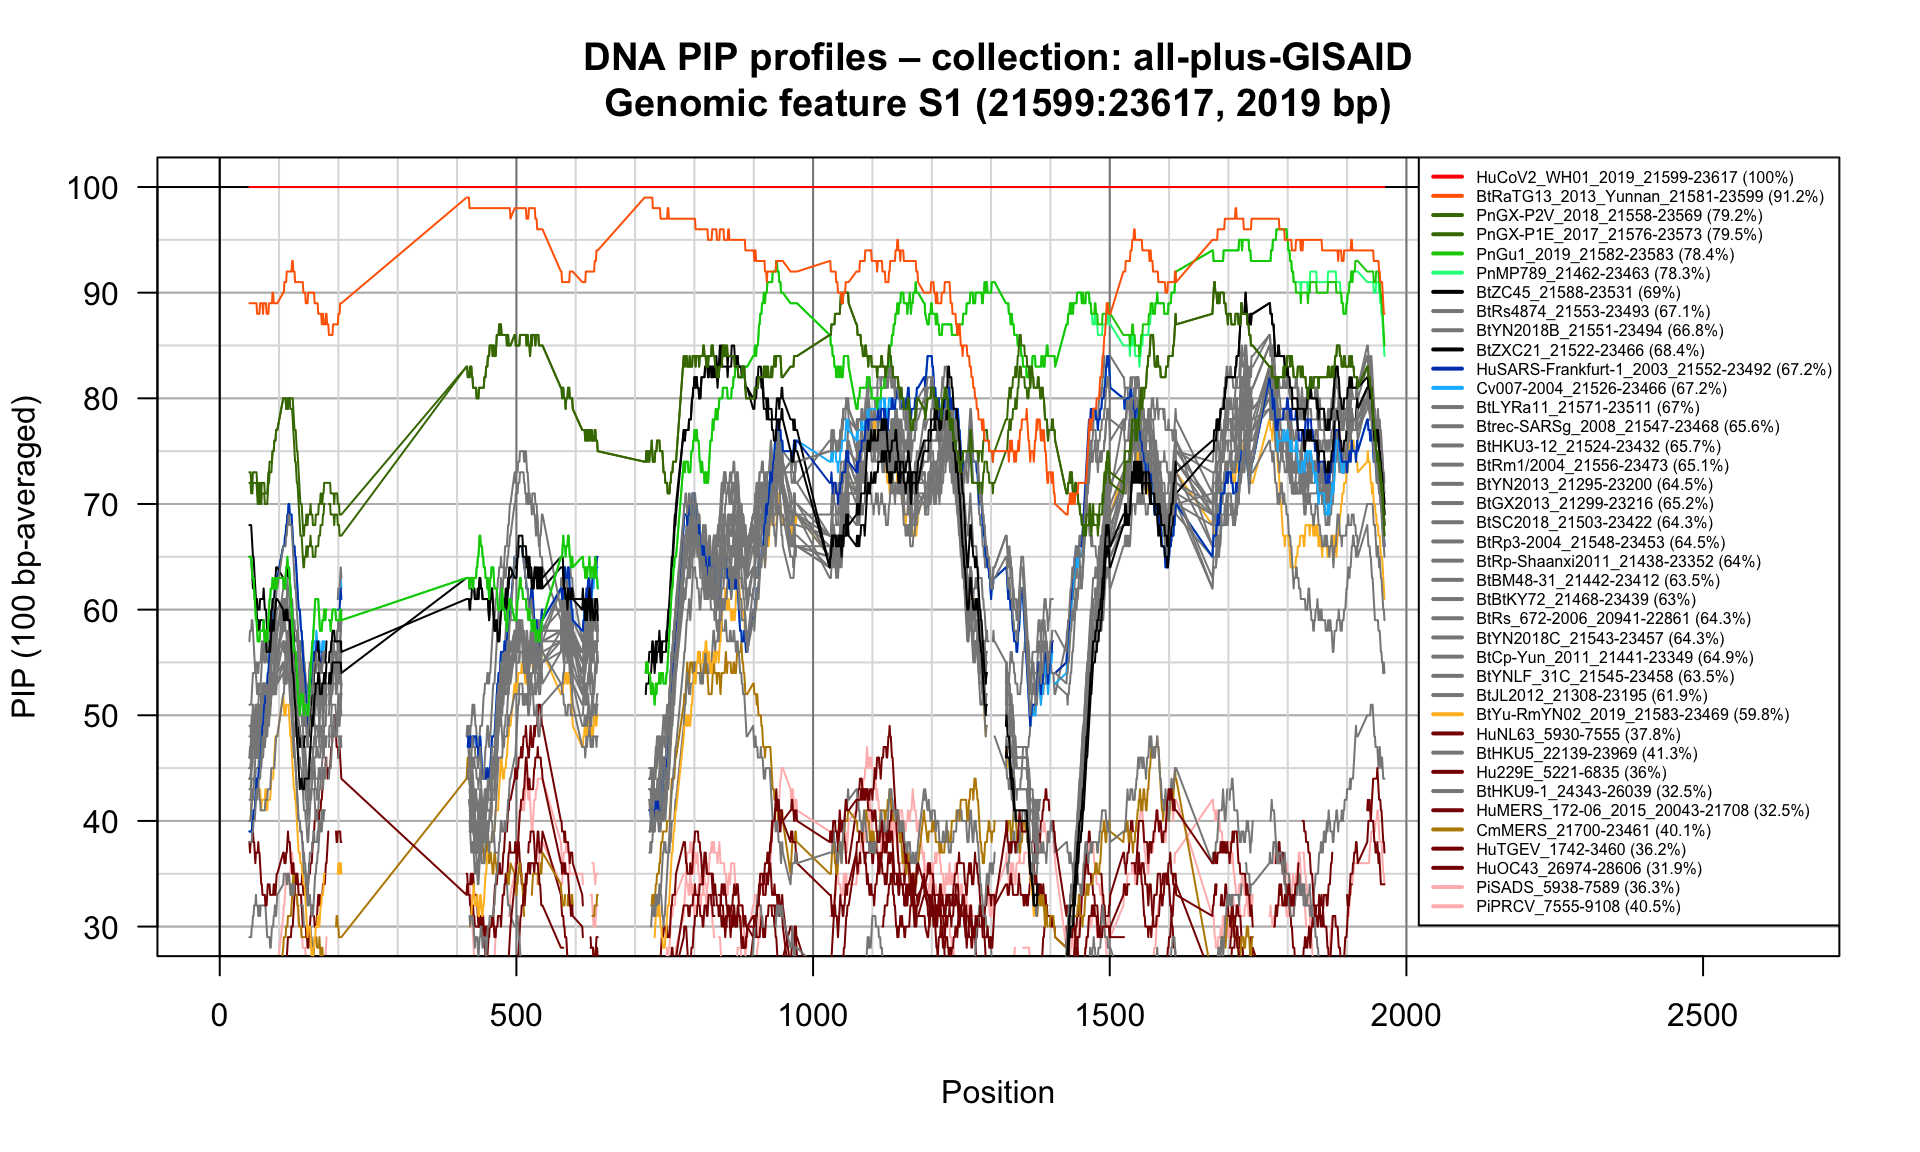 DNA PIP profiles – collection: all-plus-GISAID
Genomic feature S1 (21599:23617, 2019 bp)
PIP (100 bp-averaged)
100
90
80
70
60
50
40
30
0
500
1000
1500
2000
2500
Position
HuCoV2_WH01_2019_21599-23617 (100%)
BtRaTG13_2013_Yunnan_21581-23599 (91.2%)
PnGX-P2V_2018_21558-23569 (79.2%)
PnGX-P1E_2017_21576-23573 (79.5%)
PnGu1_2019_21582-23583 (78.4%)
PnMP789_21462-23463 (78.3%)
BtZC45_21588-23531 (69%)
BtRs4874_21553-23493 (67.1%)
BtYN2018B_21551-23494 (66.8%)
BtZXC21_21522-23466 (68.4%)
HuSARS-Frankfurt-1_2003_21552-23492 (67.2%)
Cv007-2004_21526-23466 (67.2%)
BtLYRa11_21571-23511 (67%)
Btrec-SARSg_2008_21547-23468 (65.6%)
BtHKU3-12_21524-23432 (65.7%)
BtRm1/2004_21556-23473 (65.1%)
BtYN2013_21295-23200 (64.5%)
BtGX2013_21299-23216 (65.2%)
BtSC2018_21503-23422 (64.3%)
BtRp3-2004_21548-23453 (64.5%)
BtRp-Shaanxi2011_21438-23352 (64%)
BtBM48-31_21442-23412 (63.5%)
BtBtKY72_21468-23439 (63%)
BtRs_672-2006_20941-22861 (64.3%)
BtYN2018C_21543-23457 (64.3%)
BtCp-Yun_2011_21441-23349 (64.9%)
BtYNLF_31C_21545-23458 (63.5%)
BtJL2012_21308-23195 (61.9%)
BtYu-RmYN02_2019_21583-23469 (59.8%)
HuNL63_5930-7555 (37.8%)
BtHKU5_22139-23969 (41.3%)
Hu229E_5221-6835 (36%)
BtHKU9-1_24343-26039 (32.5%)
HuMERS_172-06_2015_20043-21708 (32.5%)
CmMERS_21700-23461 (40.1%)
HuTGEV_1742-3460 (36.2%)
HuOC43_26974-28606 (31.9%)
PiSADS_5938-7589 (36.3%)
PiPRCV_7555-9108 (40.5%)